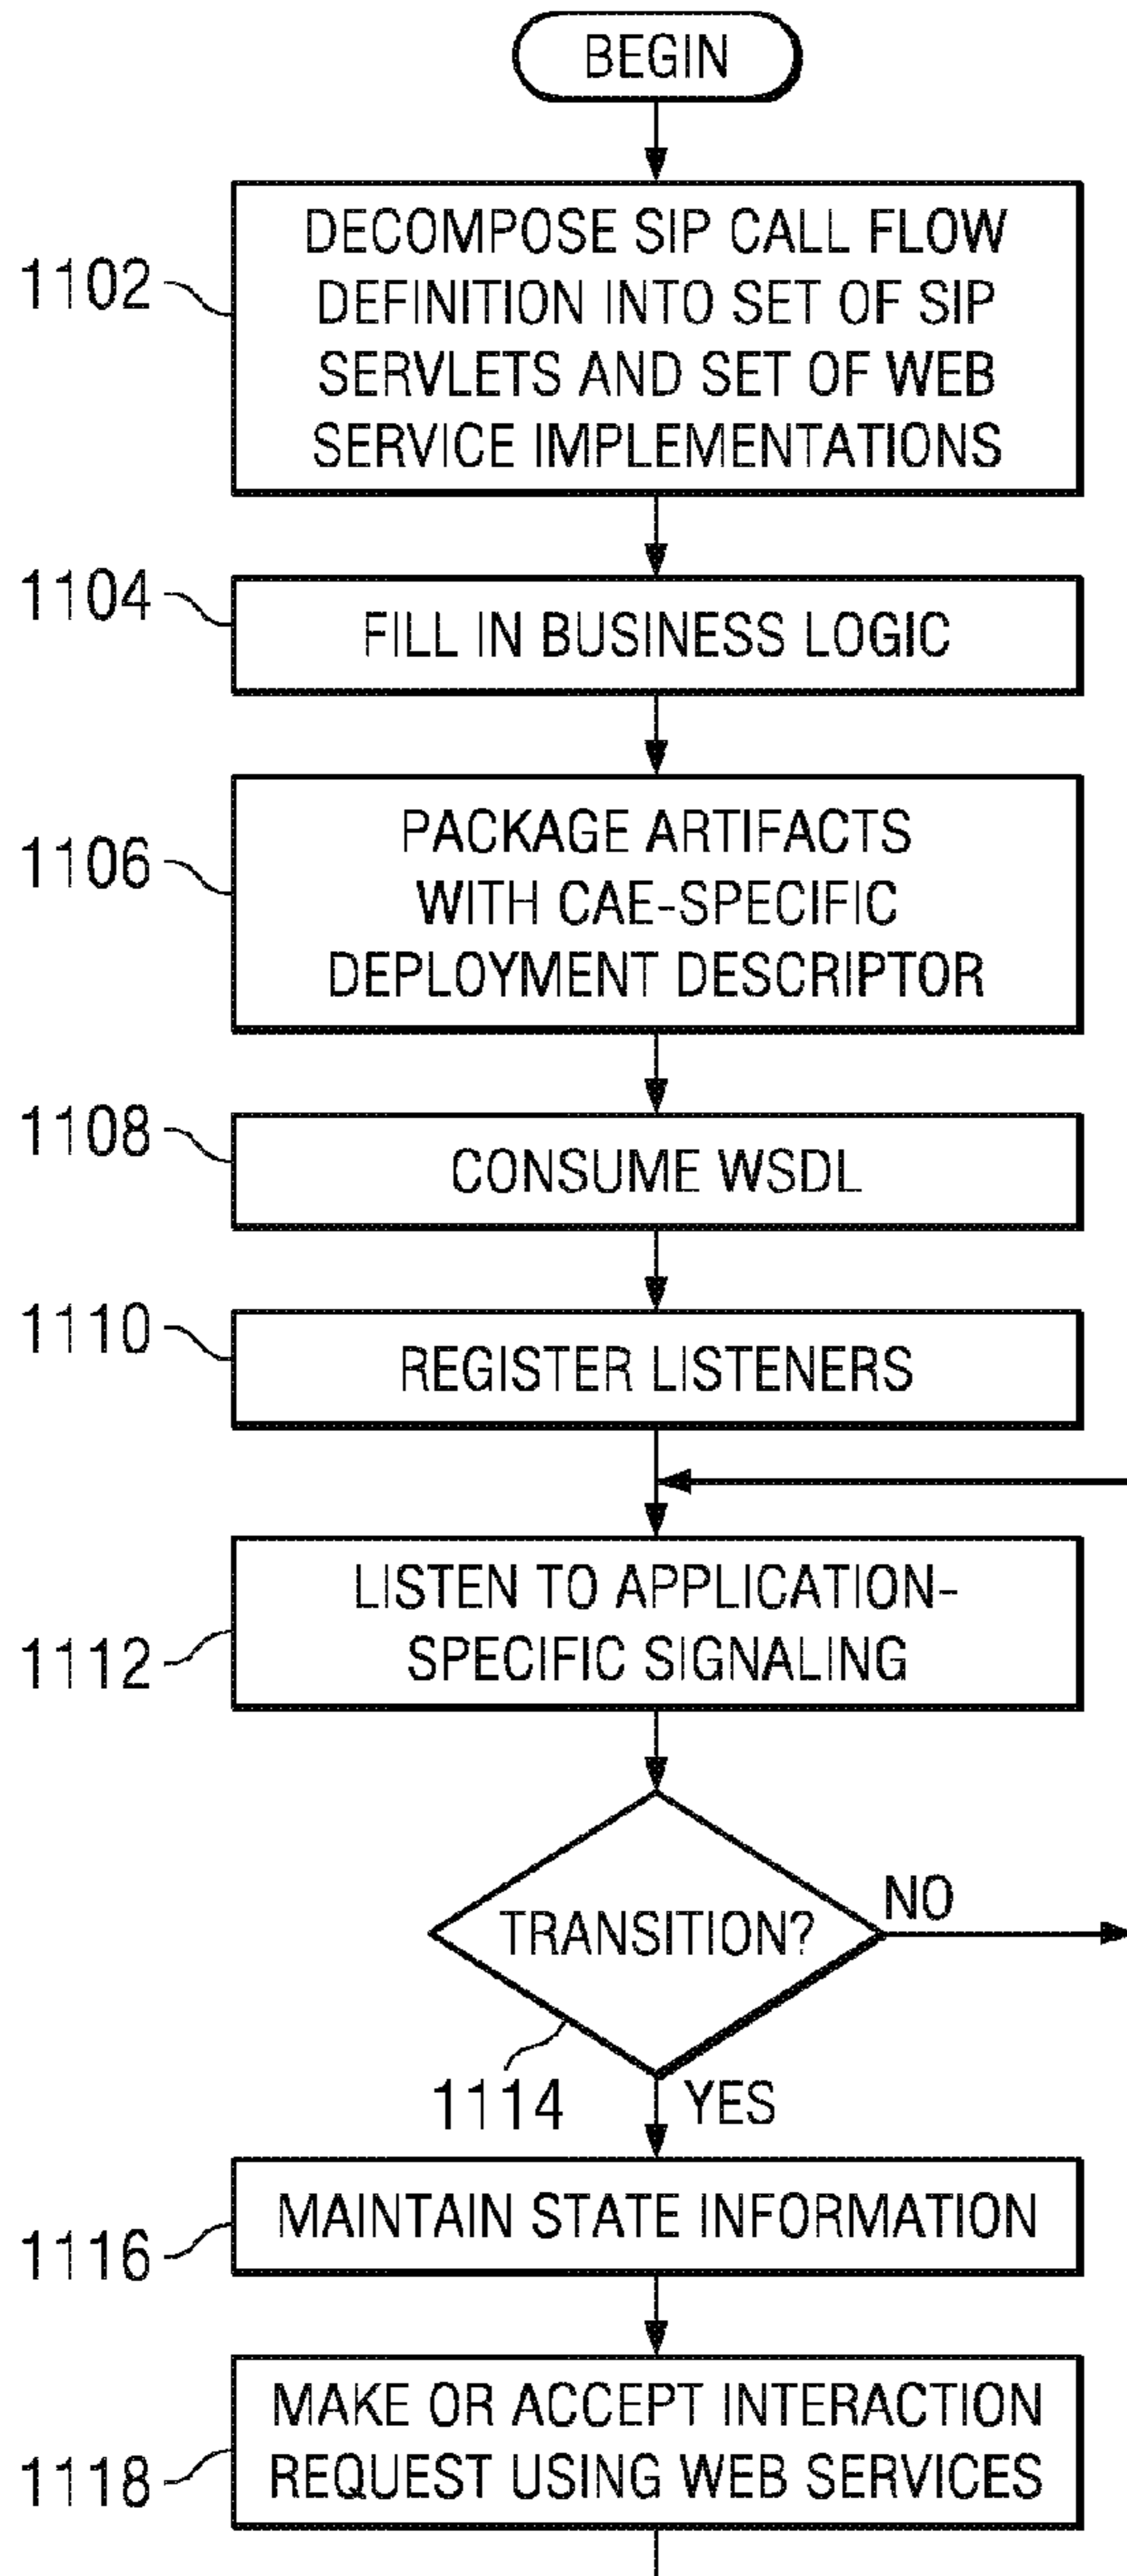 BEGIN
1102
DECOMPOSE SIP CALL FLOW
DEFINITION INTO SET OF SIP
SERVLETS AND SET OF WEB
SERVICE IMPLEMENTATIONS
1104
FILL IN BUSINESS LOGIC
1106
PACKAGE ARTIFACTS
WITH CAE-SPECIFIC
DEPLOYMENT DESCRIPTOR
1108
CONSUME WSDL
1110
REGISTER LISTENERS
1112
LISTEN TO APPLICATION-
SPECIFIC SIGNALING
TRANSITION?
NO
1114
YES
1116
MAINTAIN STATE INFORMATION
1118
MAKE OR ACCEPT INTERACTION
REQUEST USING WEB SERVICES